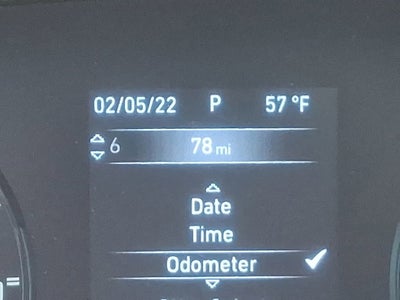 02/05/22 P 57 °F
6 78 mi
Date
Time
Odometer